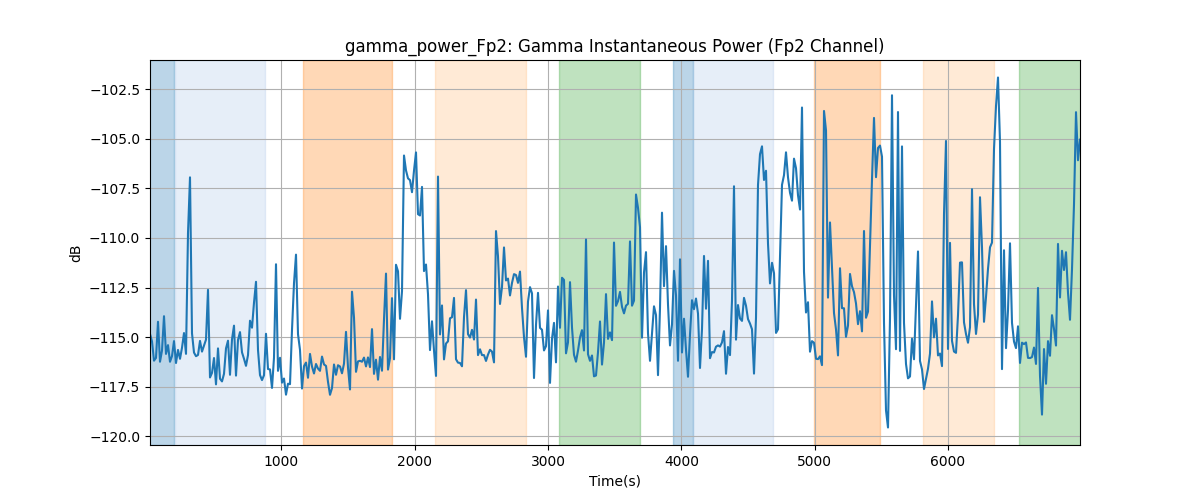 gamma_power_Fp2: Gamma Instantaneous Power (Fp2 Channel)
−102.5
−105.0
−107.5
−110.0
−112.5
−115.0
−117.5
−120.0
dB
1000 2000 3000 4000 5000 6000
Time(s)